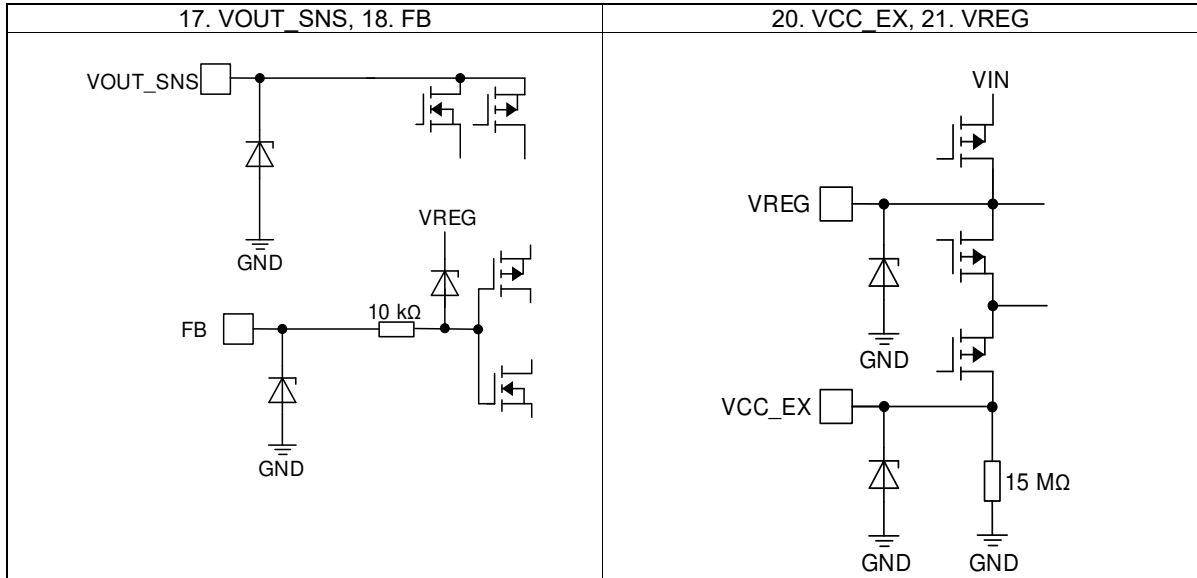 17. VOUT_SNS, 18. FB
VOUT_SNS
GND
VREG
10 kΩ
FB
GND
20. VCC_EX, 21. VREG
VIN
VREG
GND
VCC_EX
15 MΩ
GND
GND